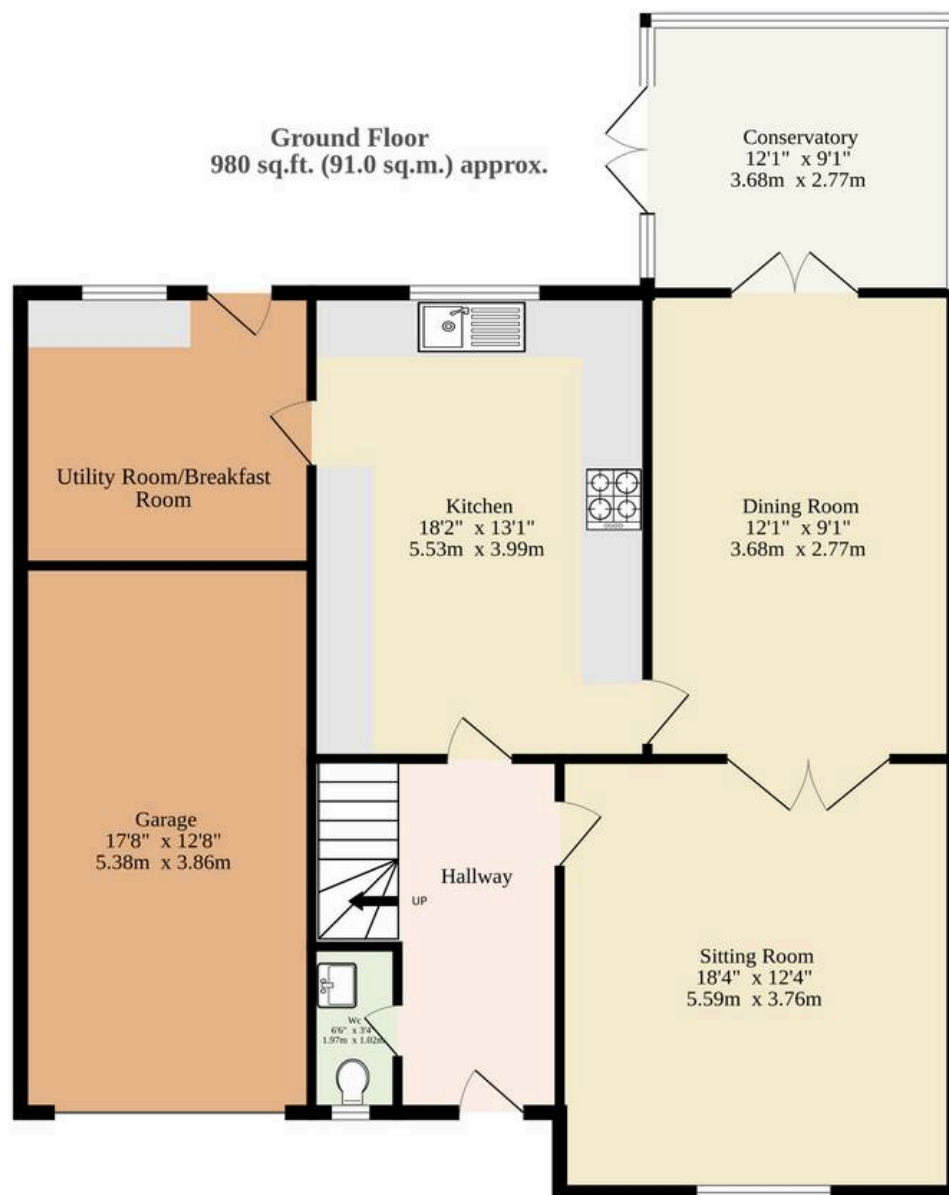 Ground Floor
980 sq.ft. (91.0 sq.m.) approx.
Conservatory
12'1" x 9'1"
3.68m x 2.77m
Utility Room/Breakfast
Room
Kitchen
18'2" x 13'1"
5.53m x 3.99m
Dining Room
12'1" x 9'1"
3.68m x 2.77m
Garage
17'8" x 12'8"
5.38m x 3.86m
Hallway
UP
Sitting Room
18'4" x 12'4"
5.59m x 3.76m
Wc
6'6" x 3'4"
1.97m x 1.02m